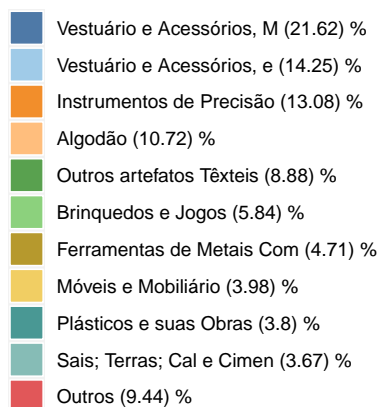 Vestuário e Acessórios, M (21.62) %
Vestuário e Acessórios, e (14.25) %
Instrumentos de Precisão (13.08) %
Algodão (10.72) %
Outros artefatos Têxteis (8.88) %
Brinquedos e Jogos (5.84) %
Ferramentas de Metais Com (4.71) %
Móveis e Mobiliário (3.98) %
Plásticos e suas Obras (3.8) %
Sais; Terras; Cal e Cimen (3.67) %
Outros (9.44) %